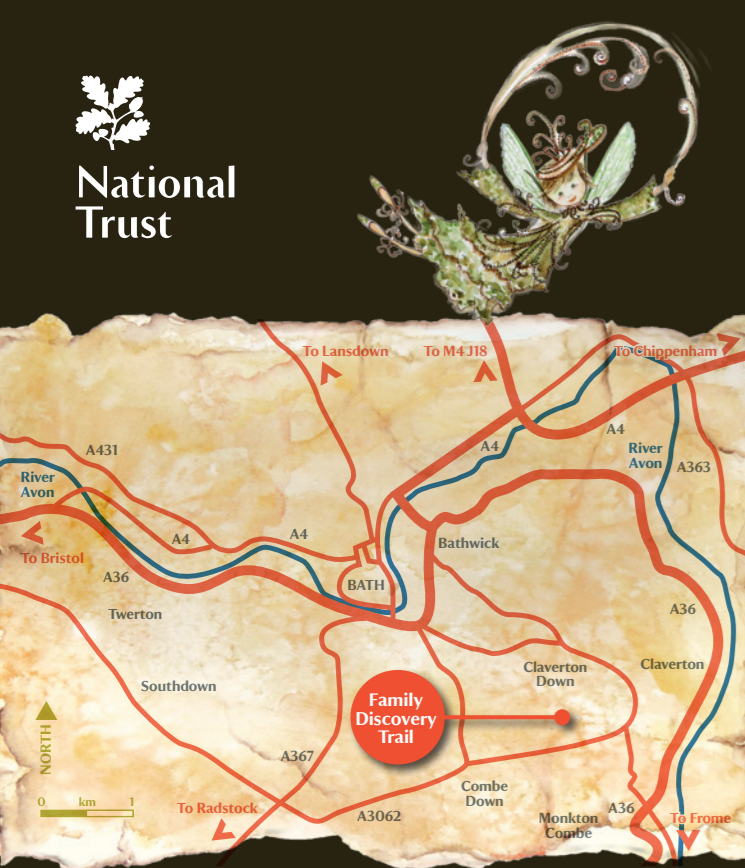 National
Trust
To Lansdown
To M4 J18
To Chippenham
A4
A4
A431
River
Avon
River
Avon
A363
A4
A4
Bathwick
To Bristol
A36
BATH
Twerton
A36
Claverton
Down
Claverton
Southdown
Family
Discovery
Trail
NORTH
A367
Combe
Down
0
km
1
To Radstock
A3062
A36
Monkton
Combe
To Frome